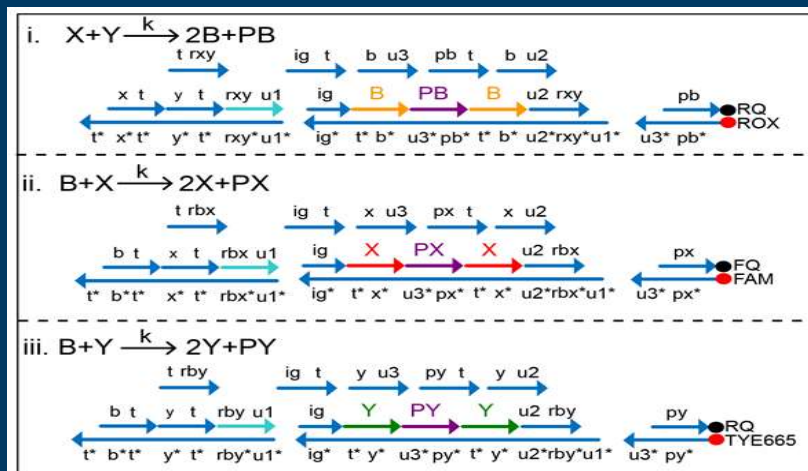 i. X+Y k 2B+PB
t rxy ig t b u3 pb t b u2
x t y t rxy u1 ig B PB B u2 rxy pb RQ
ROX
t* x* t* y* t* rxy*u1* ig* t* b* u3*pb* t* b* u2*rxy*u1* u3* pb*
ii. B+X k 2X+PX
t rbx ig t x u3 px t x u2
b t x t rbx u1 ig X PX X u2 rbx px FQ
FAM
t* b*t* x* t* rbx*u1* ig* t* x* u3*px* t* x* u2*rbx*u1* u3* px*
iii. B+Y k 2Y+PY
t rby ig t y u3 py t y u2
b t y t rby u1 ig Y PY Y u2 rby py RQ
TYE665
t* b*t* y* t* rby*u1* ig* t* y* u3*py* t* y* u2*rby*u1* u3* py*